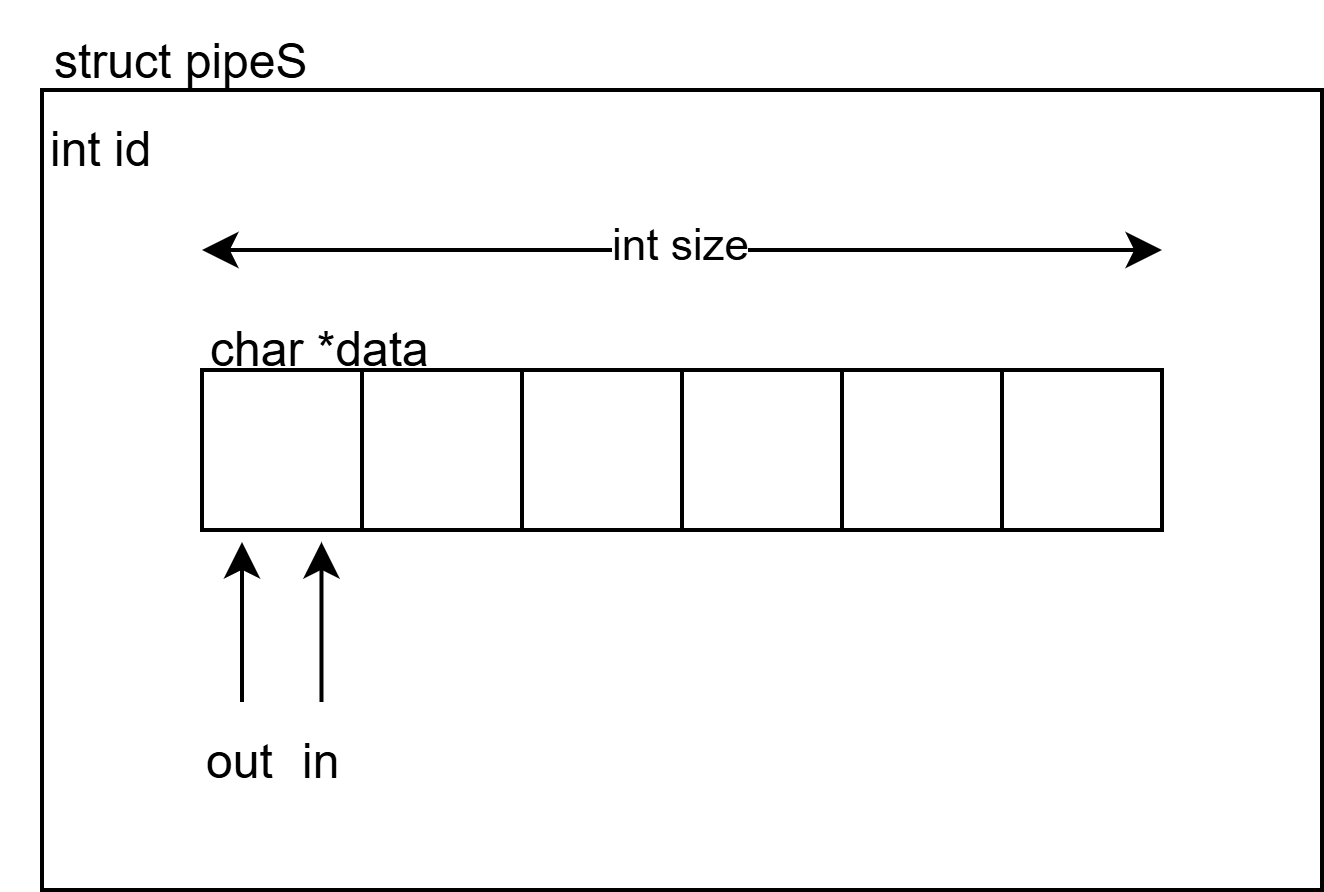 struct pipeS
int id
int size
char *data
out in